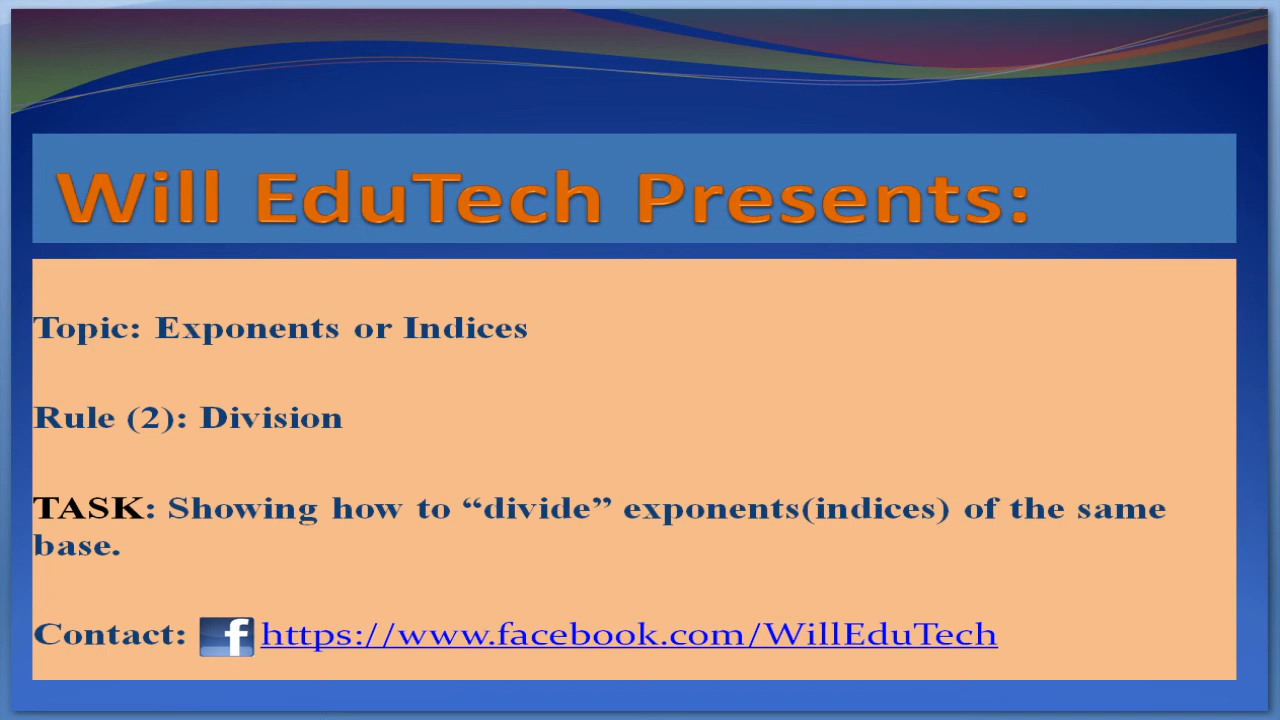 Will EduTech Presents:
Topic: Exponents or Indices
Rule (2): Division
TASK: Showing how to “divide” exponents(indices) of the same
base.
Contact: f https://www.facebook.com/WillEduTech